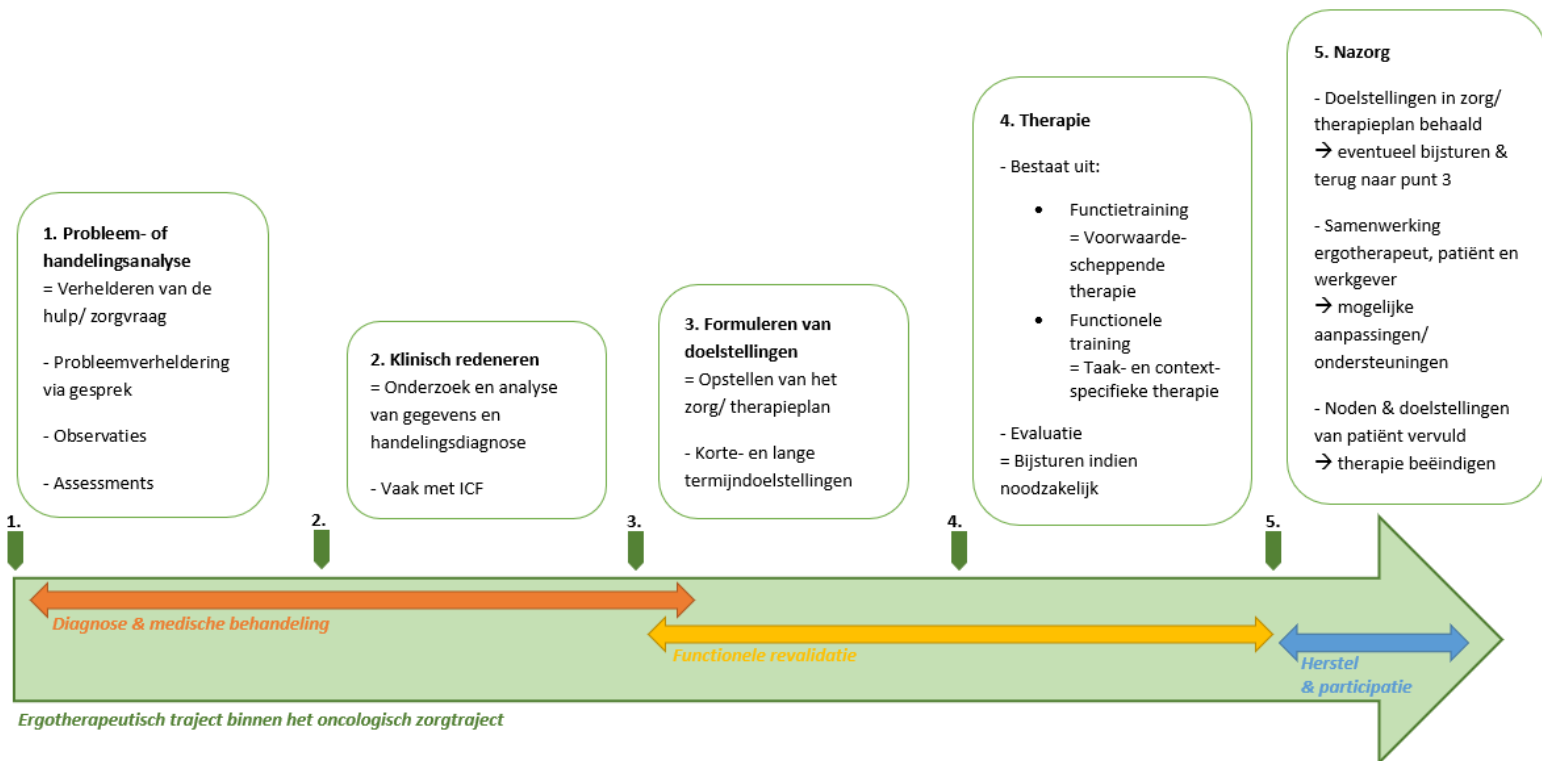 1. Probleem- of
handelingsanalyse
= Verhelderen van de
hulp/ zorgvraag
- Probleemverheldering
via gesprek
- Observaties
- Assessments
2. Klinisch redeneren
= Onderzoek en analyse
van gegevens en
handelingsdiagnose
- Vaak met ICF
3. Formuleren van
doelstellingen
= Opstellen van het
zorg/ therapieplan
- Korte- en lange
termijndoelstellingen
4. Therapie
- Bestaat uit:
• Functietraining
= Voorwaarde-
scheppende
therapie
• Functionele
training
= Taak- en context-
specifieke therapie
- Evaluatie
= Bijsturen indien
noodzakelijk
5. Nazorg
- Doelstellingen in zorg/
therapieplan behaald
→ eventueel bijsturen &
terug naar punt 3
- Samenwerking
ergotherapeut, patiënt en
werkgever
→ mogelijke
aanpassingen/
ondersteuningen
- Noden & doelstellingen
van patiënt vervuld
→ therapie beëindigen
1.
2.
3.
4.
5.
Diagnose & medische behandeling
Functionele revalidatie
Herstel
& participatie
Ergotherapeutisch traject binnen het oncologisch zorgtraject